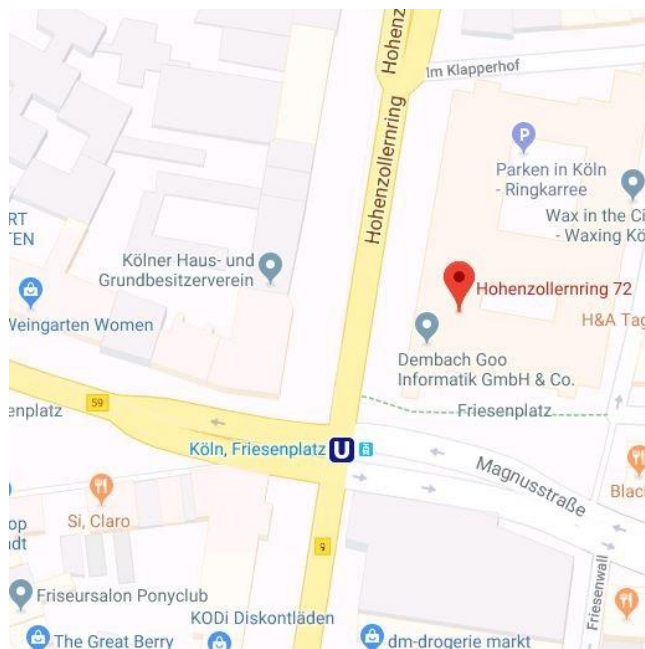 Hohenz
Im Klapperhof
Hohenzollernring
P
Parken in Köln
- Ringkarree
Wax in the Ci
- Waxing Kö
RT
TEN
Kölner Haus- und
Grundbesitzerverein
Hohenzollernring 72
Weingarten Women
H&A Tag
Dembach Goo
Informatik GmbH & Co.
59
senplatz
Friesenplatz
Köln, Friesenplatz
U
Magnusstraße
Blac
Si, Claro
op
adt
9
Friesenwall
Friseursalon Ponyclub
KODi Diskontläden
The Great Berry
dm-drogerie markt